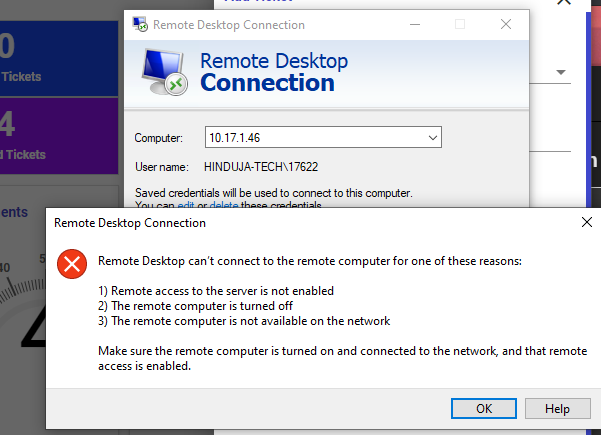 0
Tickets
4
d Tickets
ents
40
Remote Desktop Connection
Remote Desktop
Connection
Computer:
10.17.1.46
User name:
HINDUJA-TECH\17622
Saved credentials will be used to connect to this computer.
You can edit or delete these credentials.
Remote Desktop Connection
Remote Desktop can't connect to the remote computer for one of these reasons:
1) Remote access to the server is not enabled
2) The remote computer is turned off
3) The remote computer is not available on the network
Make sure the remote computer is turned on and connected to the network, and that remote
access is enabled.
OK
Help